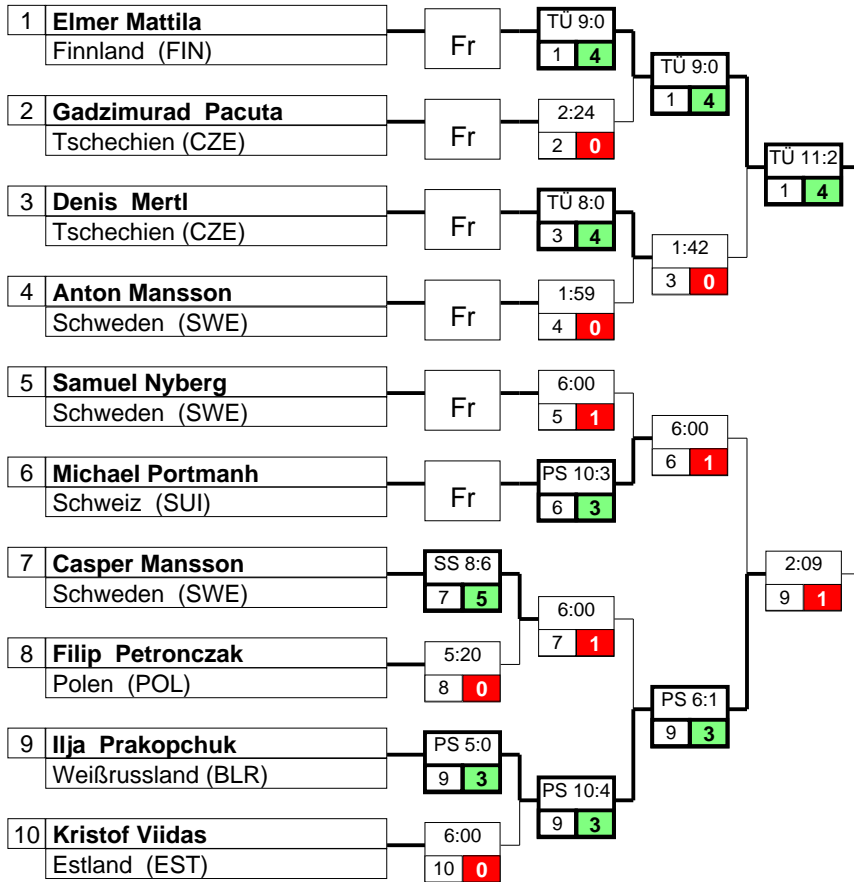 1 Elmer Mattila
Finnland (FIN)
Fr
TÜ 9:0
1 4
TÜ 9:0
1 4
2 Gadzimurad Pacuta
Tschechien (CZE)
Fr
2:24
2 0
TÜ 11:2
1 4
3 Denis Mertl
Tschechien (CZE)
Fr
TÜ 8:0
3 4
1:42
3 0
4 Anton Mansson
Schweden (SWE)
Fr
1:59
4 0
5 Samuel Nyberg
Schweden (SWE)
Fr
6:00
5 1
6:00
6 1
6 Michael Portmanh
Schweiz (SUI)
Fr
PS 10:3
6 3
7 Casper Mansson
Schweden (SWE)
SS 8:6
7 5
2:09
9 1
6:00
7 1
8 Filip Petronczak
Polen (POL)
5:20
8 0
PS 6:1
9 3
9 Ilja Prakopchuk
Weißrussland (BLR)
PS 5:0
9 3
PS 10:4
9 3
10 Kristof Viidas
Estland (EST)
6:00
10 0